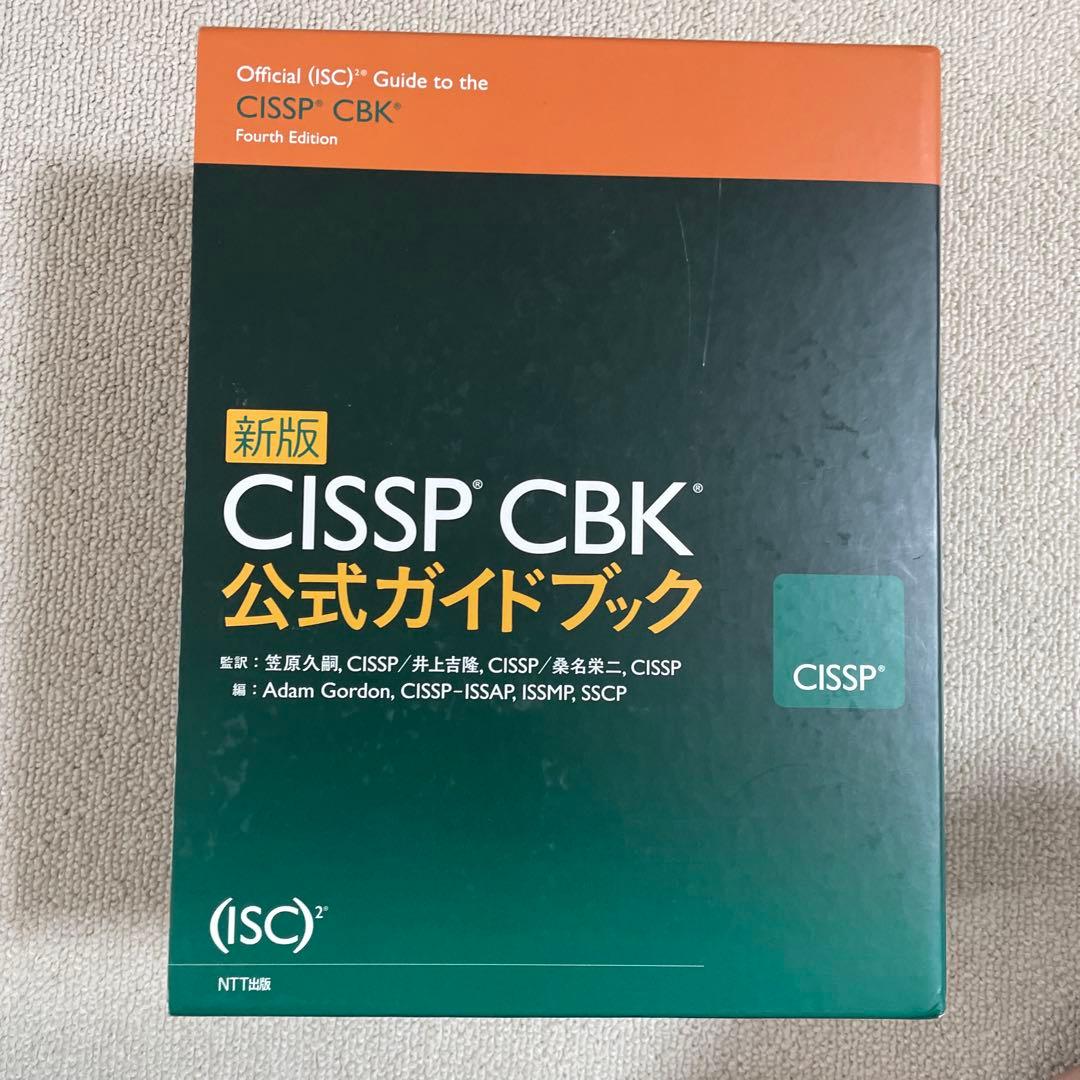 Official (ISC)²® Guide to the
CISSP® CBK®
Fourth Edition
新版
CISSP® CBK®
公式ガイドブック
監訳：笠原久嗣, CISSP／井上吉隆, CISSP／桑名栄二, CISSP
編：Adam Gordon, CISSP–ISSAP, ISSMP, SSCP
CISSP®
(ISC)²®
NTT出版